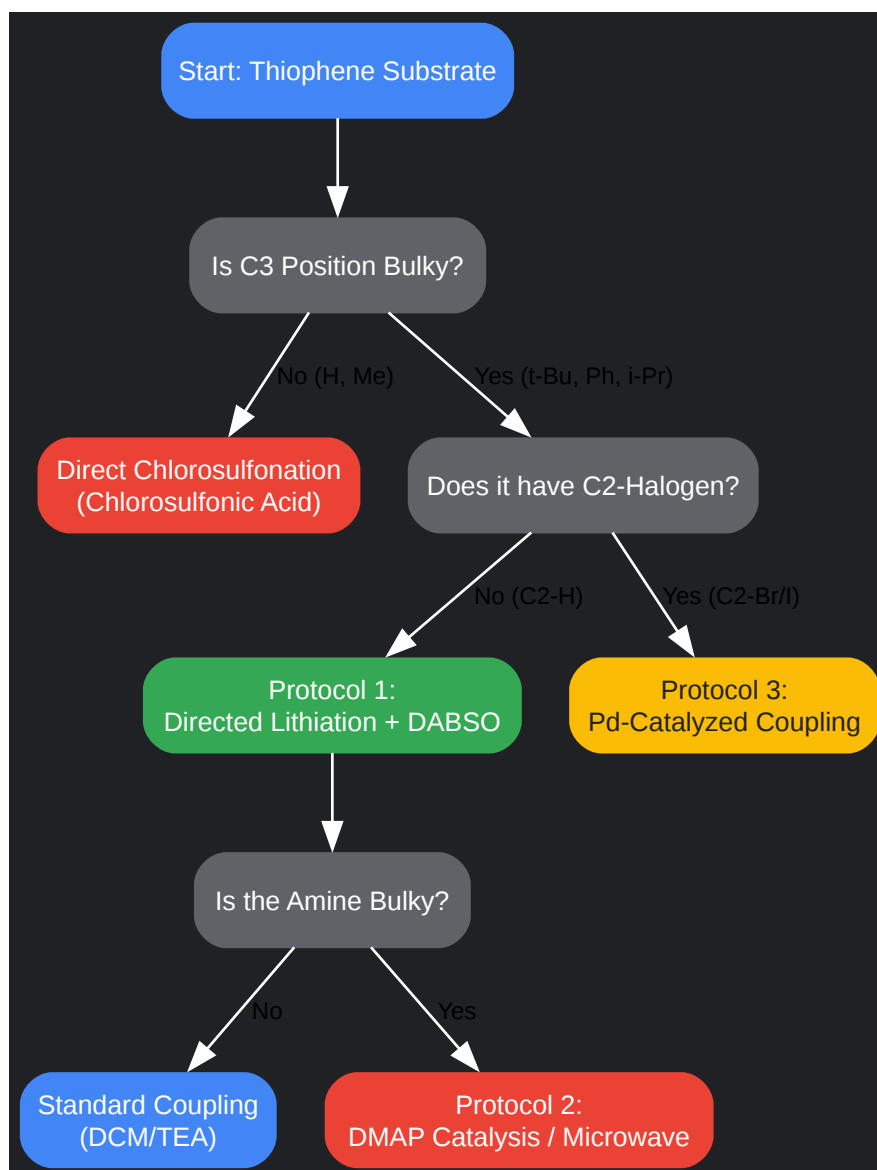 Start: Thiophene Substrate
Is C3 Position Bulky?
No (H, Me)
Yes (t-Bu, Ph, i-Pr)
Direct Chlorosulfonation
(Chlorosulfonic Acid)
Does it have C2-Halogen?
No (C2-H)
Yes (C2-Br/I)
Protocol 1:
Directed Lithiation + DABSO
Protocol 3:
Pd-Catalyzed Coupling
Is the Amine Bulky?
No
Yes
Standard Coupling
(DCM/TEA)
Protocol 2:
DMAP Catalysis / Microwave